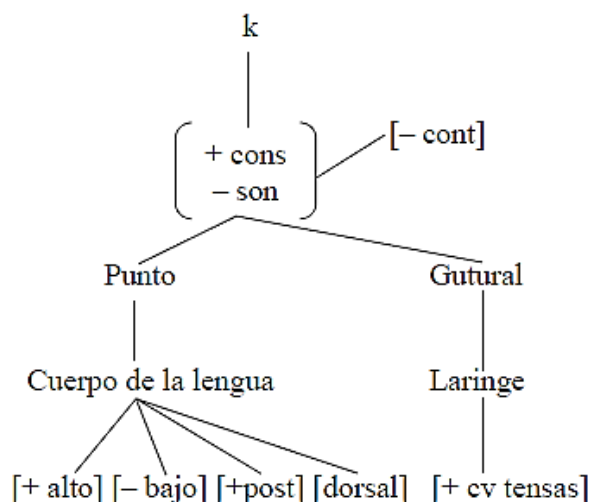 k
[– cont]
+ cons
– son
Punto Gutural
Cuerpo de la lengua Laringe
[+ alto] [– bajo] [+post] [dorsal] [+ cv tensas]